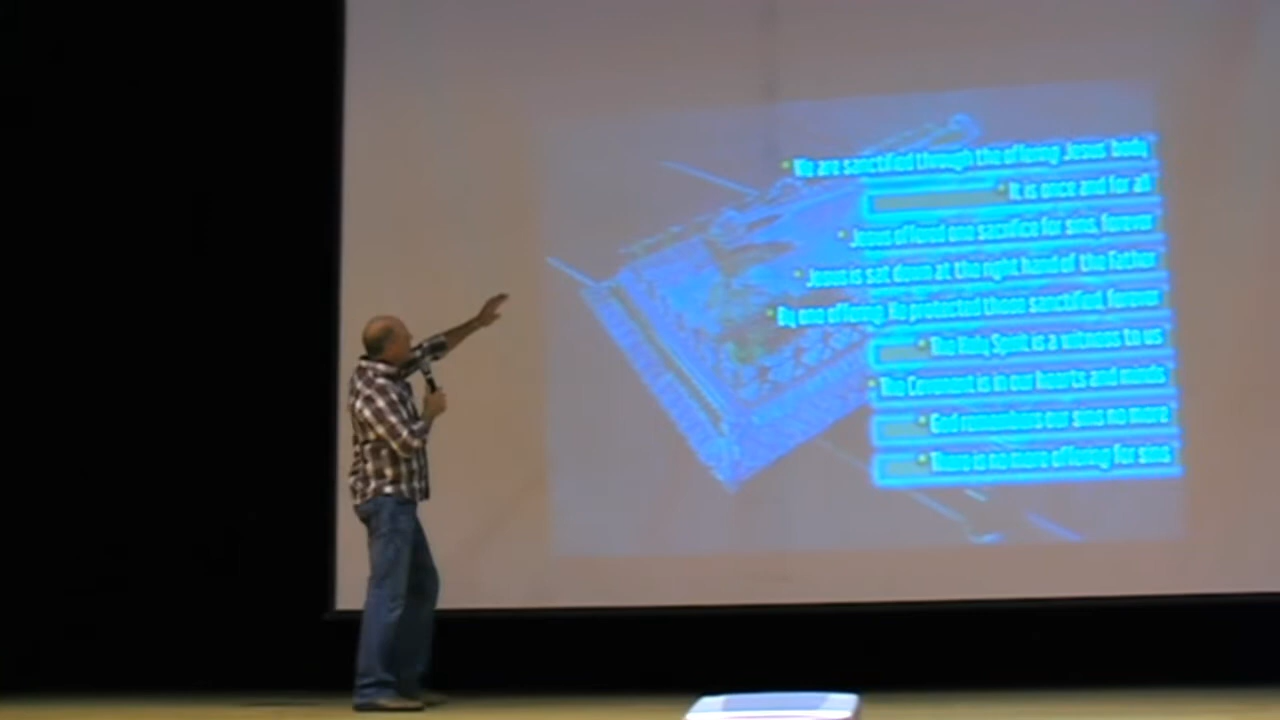 • We are sanctified through the offering Jesus' body
• It is once and for all
• Jesus offered one sacrifice for sins, forever
• Jesus is sat down at the right hand of the Father
• By one offering, He protected those sanctified, forever
• The Holy Spirit is a witness to us
• The Covenant is in our hearts and minds
• God remembers our sins no more
• There is no more offering for sins